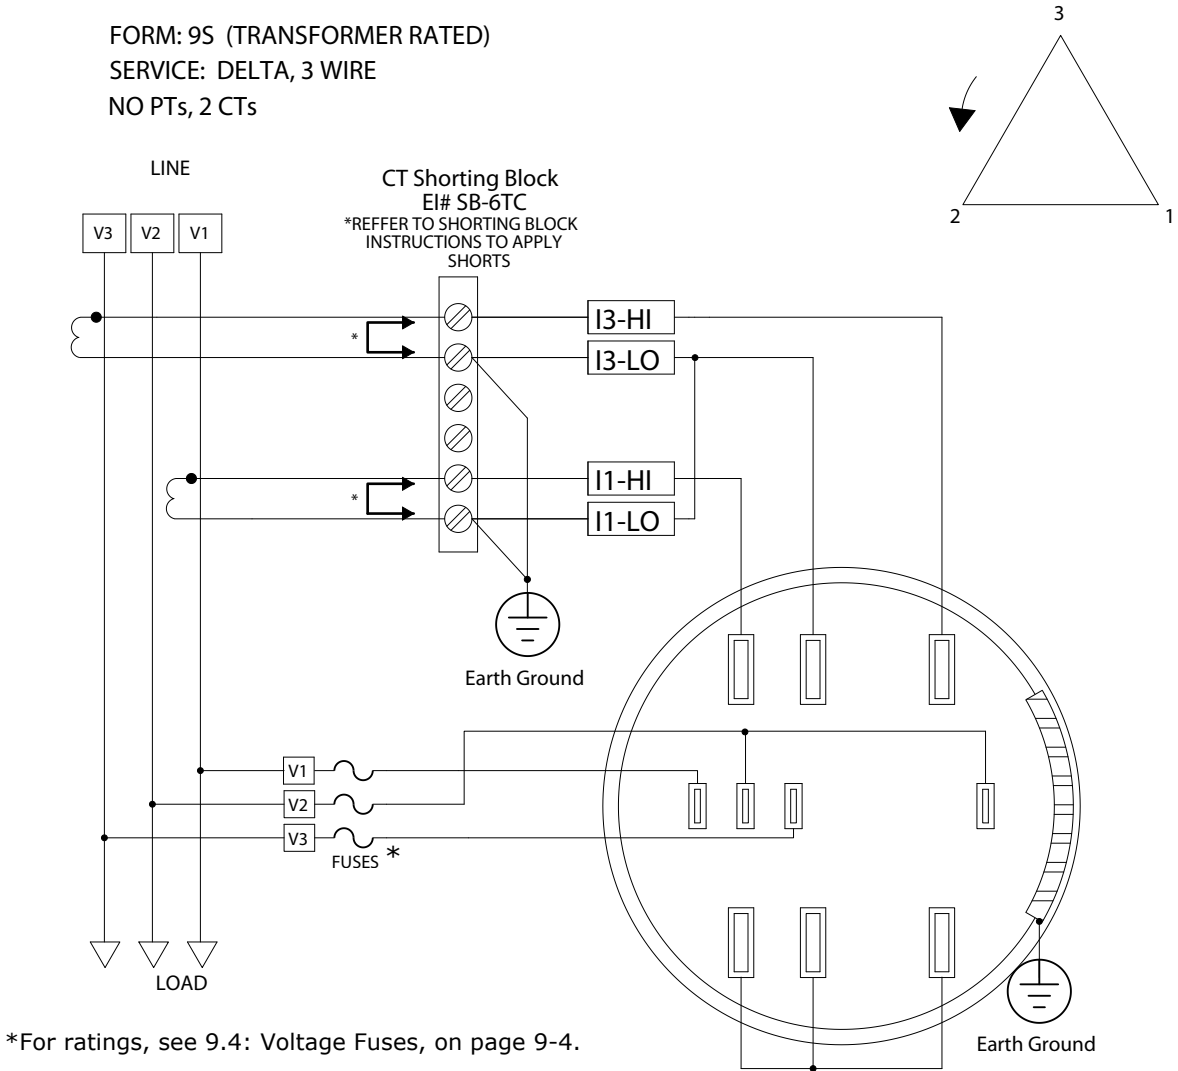 FORM: 9S (TRANSFORMER RATED)
SERVICE: DELTA, 3 WIRE
NO PTs, 2 CTs
3
2
1
LINE
V3
V2
V1
CT Shorting Block
EI# SB-6TC
*REFFER TO SHORTING BLOCK
INSTRUCTIONS TO APPLY
SHORTS
*
I3-HI
I3-LO
*
I1-HI
I1-LO
Earth Ground
V1
V2
V3
FUSES *
LOAD
Earth Ground
*For ratings, see 9.4: Voltage Fuses, on page 9-4.